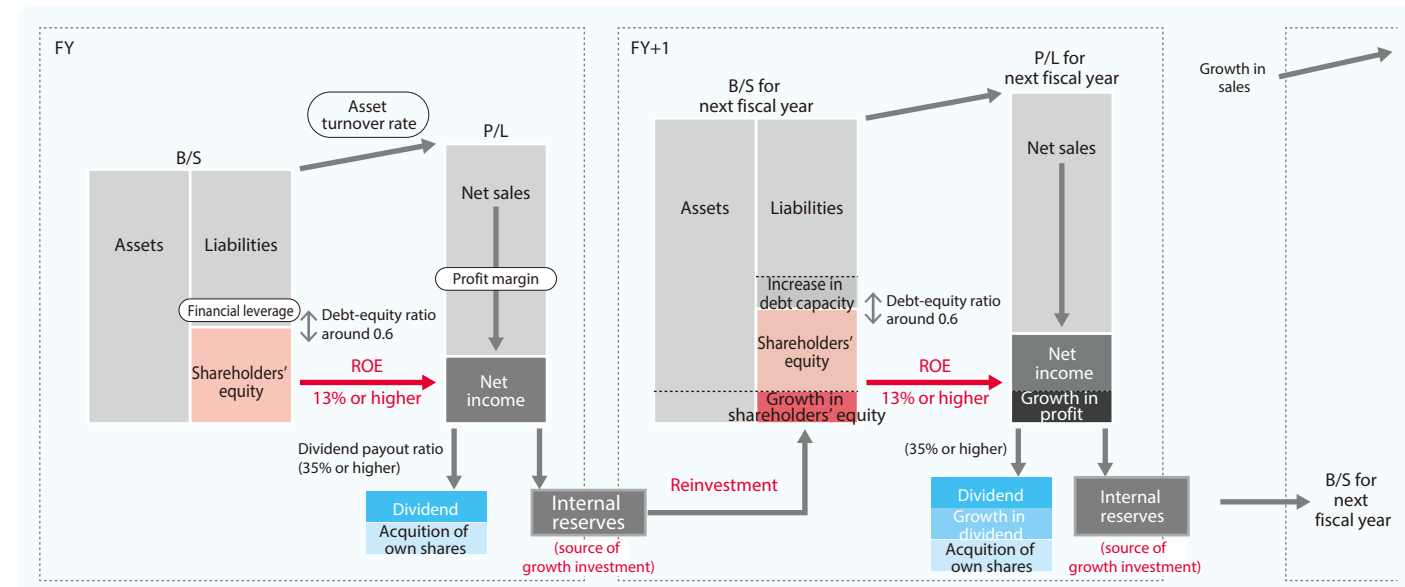 FY
Asset
turnover rate
B/S
P/L
Assets
Liabilities
Net sales
Profit margin
Financial leverage
Debt-equity ratio
around 0.6
Shareholders'
equity
ROE
13% or higher
Net
income
Dividend payout ratio
(35% or higher)
Dividend
Acquition of
own shares
Internal
reserves
(source of
growth investment)
Reinvestment
FY+1
B/S for
next fiscal year
P/L for
next fiscal year
Assets
Liabilities
Net sales
Increase in
debt capacity
Debt-equity ratio
around 0.6
Shareholders'
equity
Growth in
shareholders' equity
ROE
13% or higher
Net
income
Growth in
profit
(35% or higher)
Dividend
Growth in
dividend
Acquition of
own shares
Internal
reserves
(source of
growth investment)
Growth in
sales
B/S for
next
fiscal year